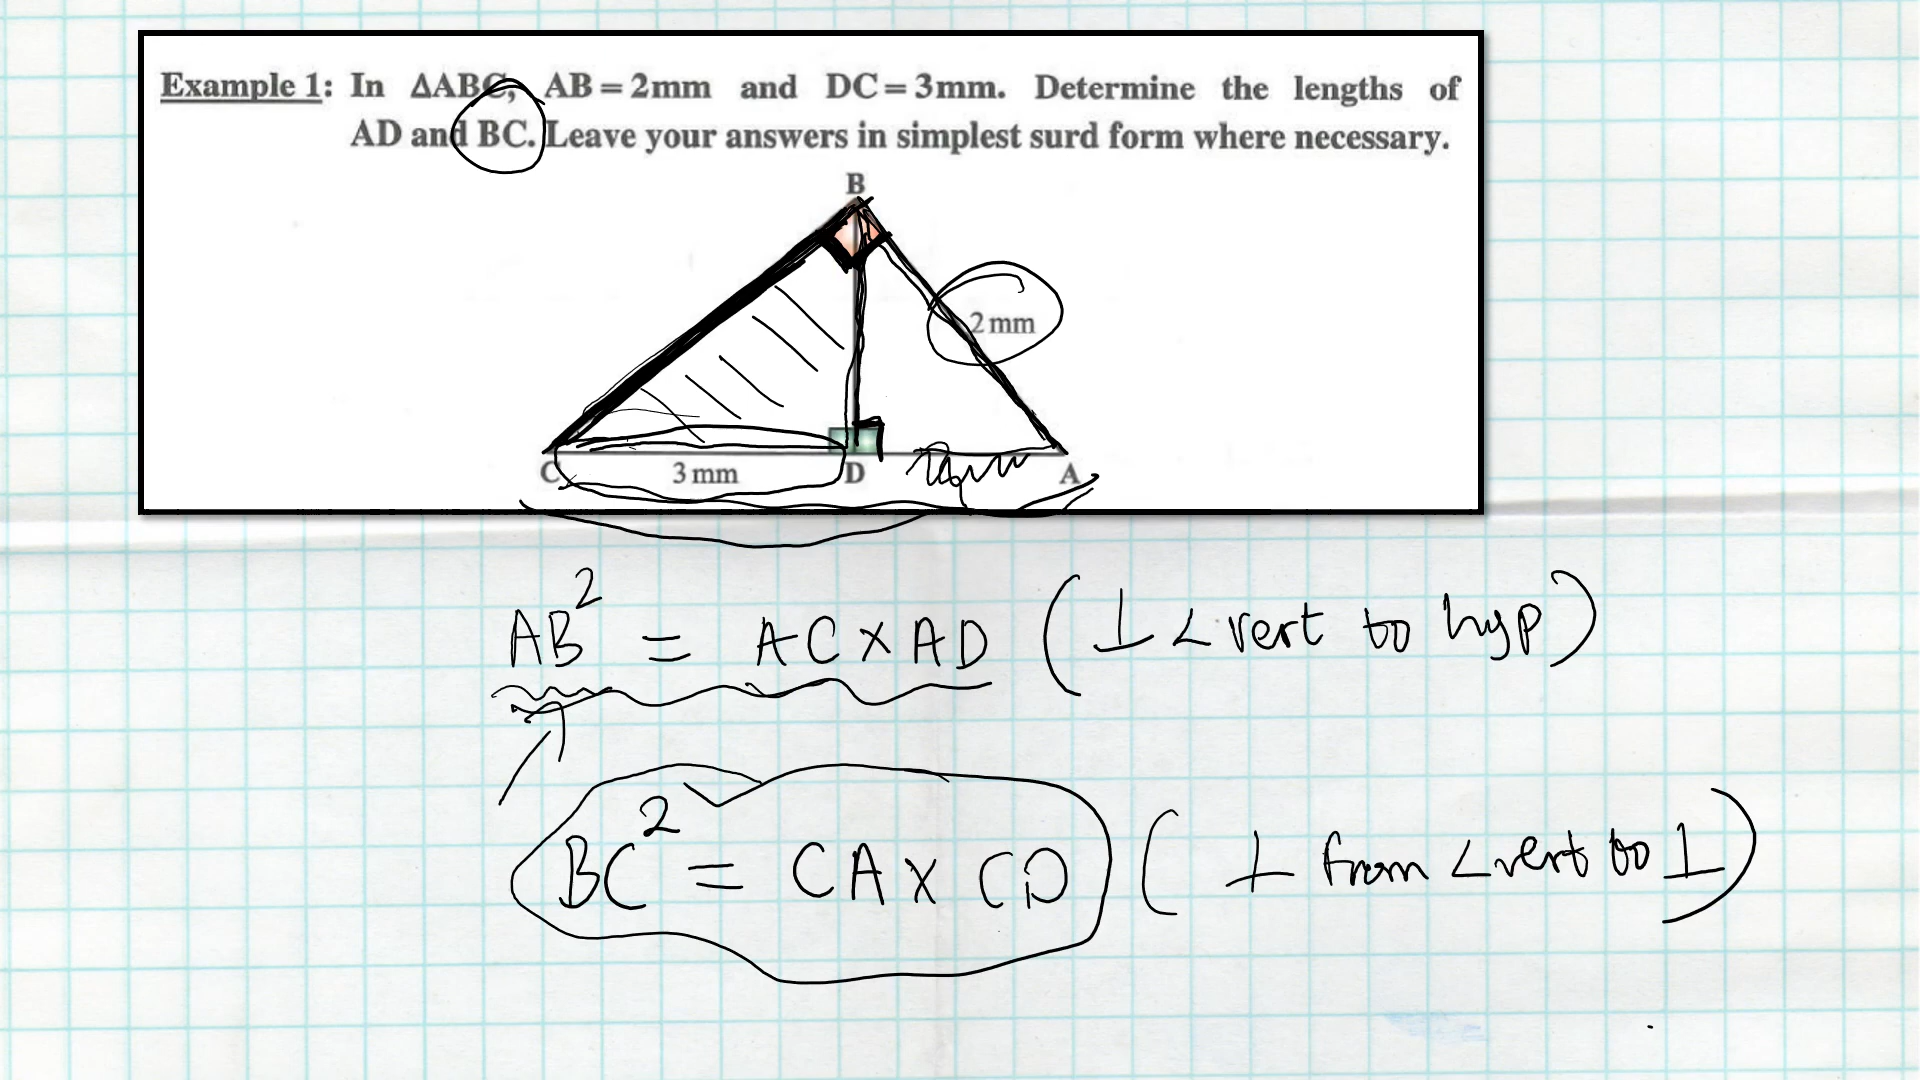 Example 1: In ΔABC, AB = 2mm and DC = 3mm. Determine the lengths of
AD and BC. Leave your answers in simplest surd form where necessary.
B
2 mm
C 3 mm D A
AB² = AC × AD (⊥ ∠ vert to hyp)
BC² = CA × CD (⊥ from ∠ vert to ⊥)